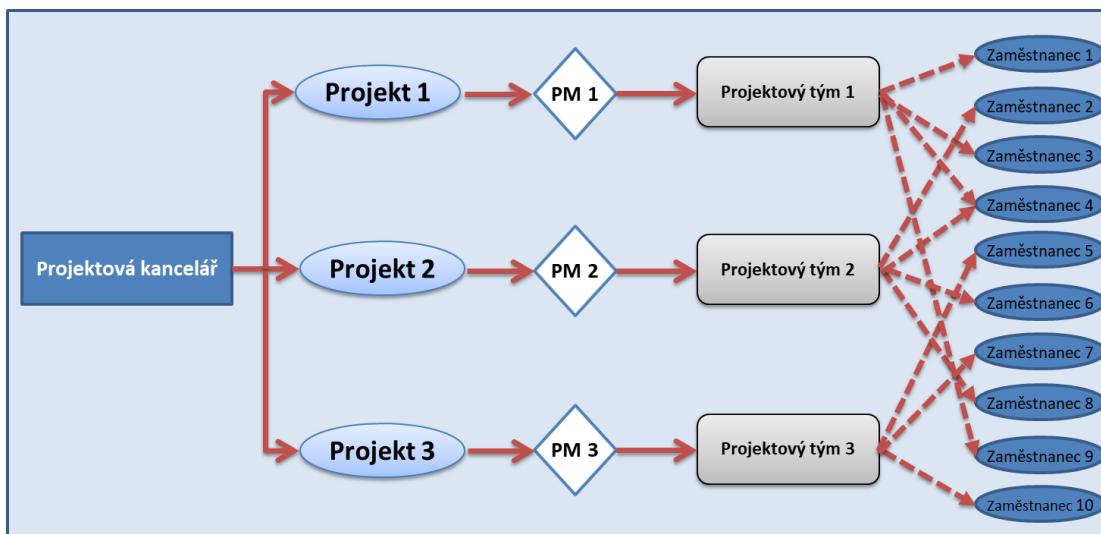 Projektová kancelář
Projekt 1
PM 1
Projektový tým 1
Projekt 2
PM 2
Projektový tým 2
Projekt 3
PM 3
Projektový tým 3
Zaměstnanec 1
Zaměstnanec 2
Zaměstnanec 3
Zaměstnanec 4
Zaměstnanec 5
Zaměstnanec 6
Zaměstnanec 7
Zaměstnanec 8
Zaměstnanec 9
Zaměstnanec 10